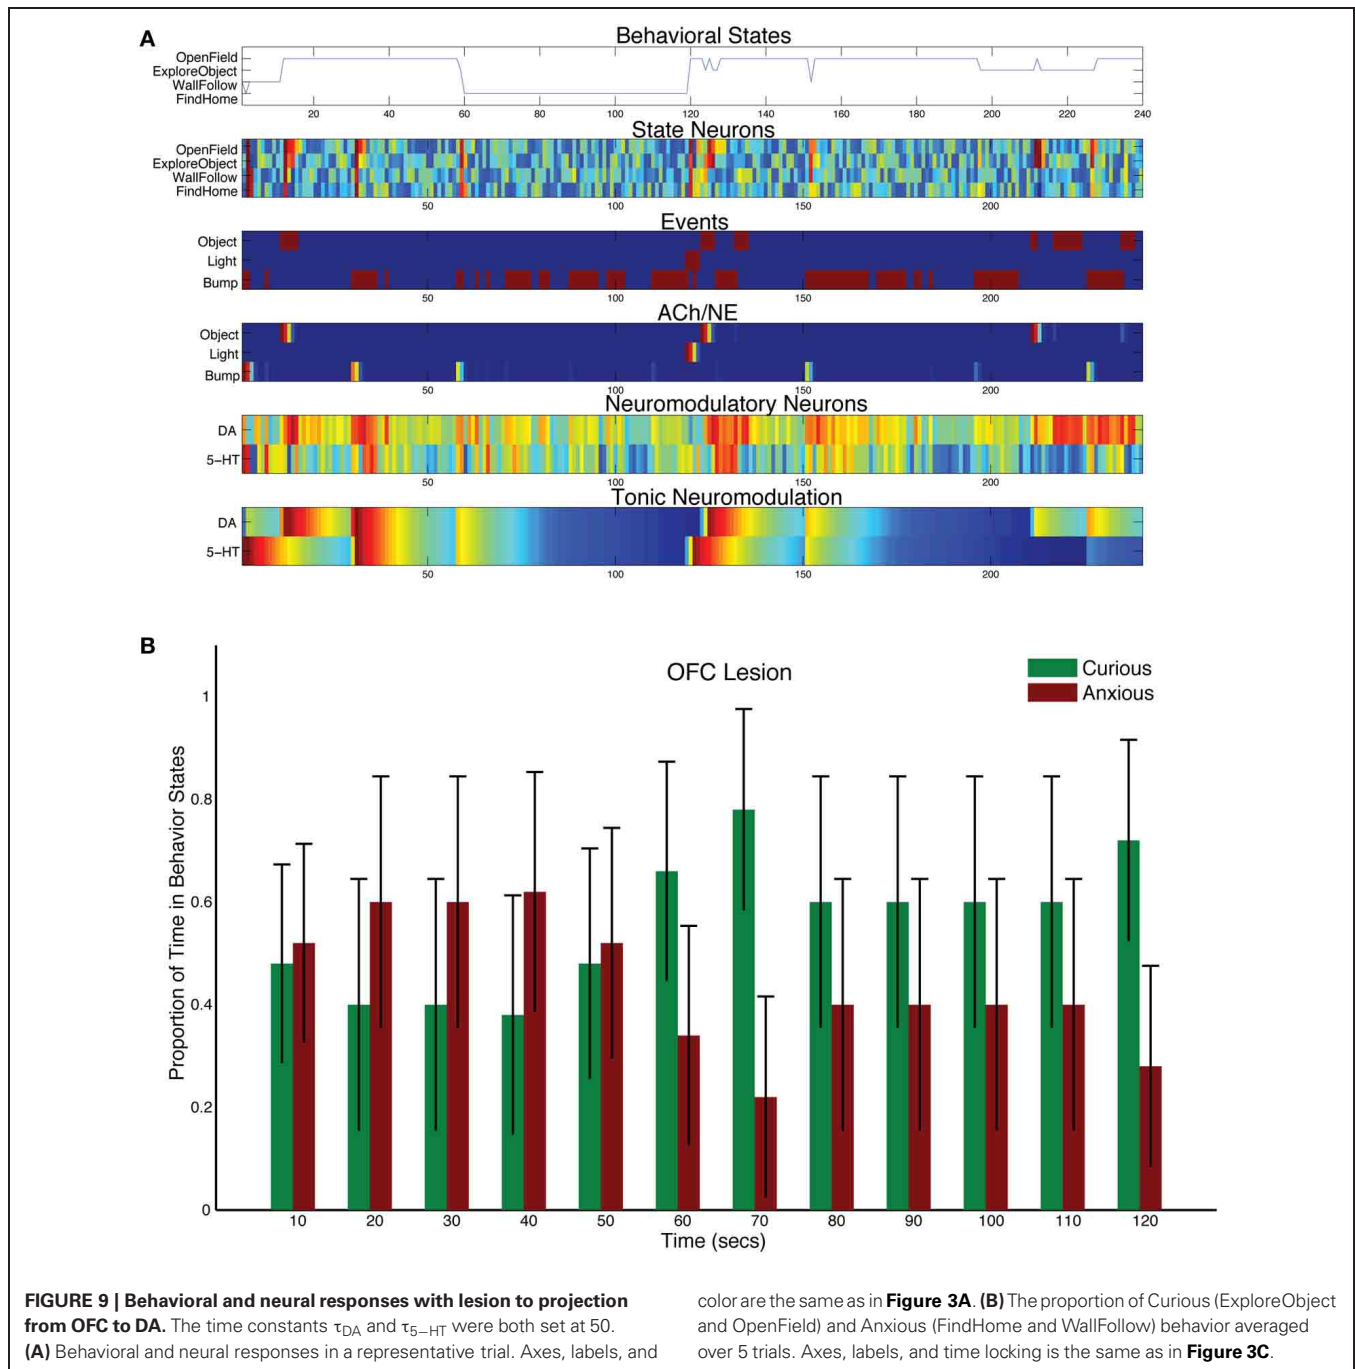 A
Behavioral States
OpenField
ExploreObject
WallFollow
FindHome
20 40 60 80 100 120 140 160 180 200 220 240
State Neurons
OpenField
ExploreObject
WallFollow
FindHome
50 100 150 200
Events
Object
Light
Bump
50 100 150 200
ACh/NE
Object
Light
Bump
50 100 150 200
Neuromodulatory Neurons
DA
5–HT
50 100 150 200
Tonic Neuromodulation
DA
5–HT
50 100 150 200
B
OFC Lesion
Curious
Anxious
Proportion of Time in Behavior States
1
0.8
0.6
0.4
0.2
0
10 20 30 40 50 60 70 80 90 100 110 120
Time (secs)
FIGURE 9 | Behavioral and neural responses with lesion to projection
from OFC to DA. The time constants τDA and τ5−HT were both set at 50.
(A) Behavioral and neural responses in a representative trial. Axes, labels, and
color are the same as in Figure 3A. (B) The proportion of Curious (ExploreObject
and OpenField) and Anxious (FindHome and WallFollow) behavior averaged
over 5 trials. Axes, labels, and time locking is the same as in Figure 3C.